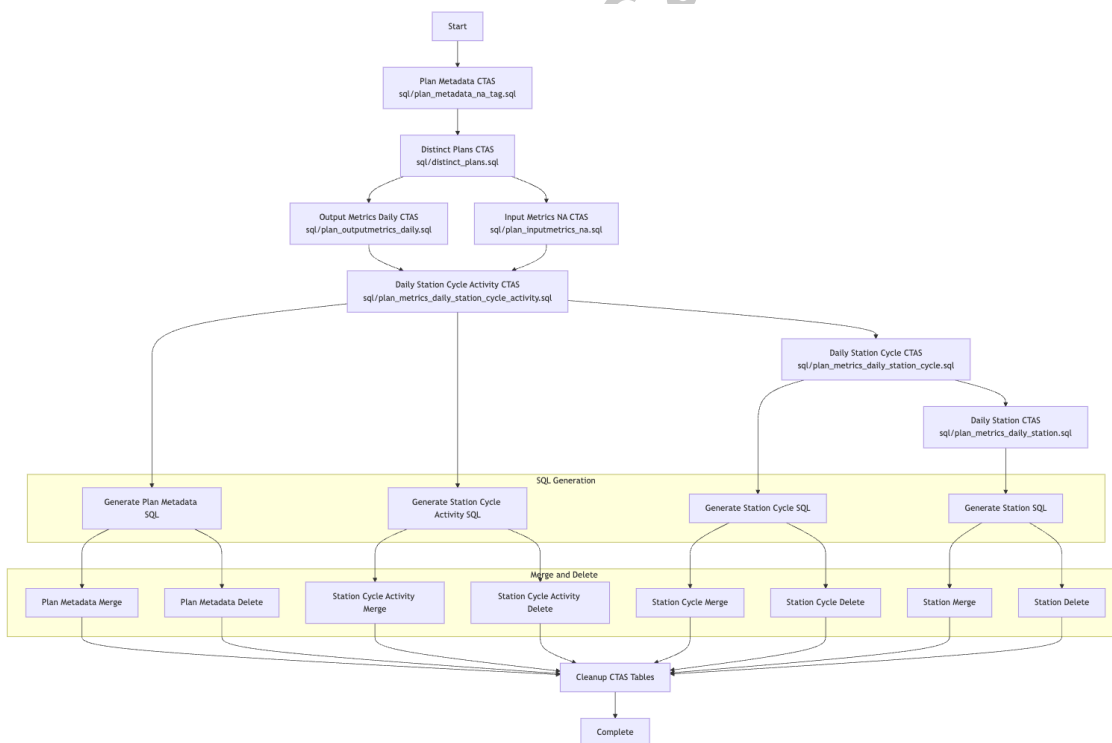 Start
Plan Metadata CTAS
sql/plan_metadata_na_tag.sql
Distinct Plans CTAS
sql/distinct_plans.sql
Output Metrics Daily CTAS
sql/plan_outputmetrics_daily.sql
Input Metrics NA CTAS
sql/plan_inputmetrics_na.sql
Daily Station Cycle Activity CTAS
sql/plan_metrics_daily_station_cycle_activity.sql
Daily Station Cycle CTAS
sql/plan_metrics_daily_station_cycle.sql
Daily Station CTAS
sql/plan_metrics_daily_station.sql
SQL Generation
Generate Plan Metadata
SQL
Generate Station Cycle
Activity SQL
Generate Station Cycle SQL
Generate Station SQL
Merge and Delete
Plan Metadata Merge
Plan Metadata Delete
Station Cycle Activity
Merge
Station Cycle Activity
Delete
Station Cycle Merge
Station Cycle Delete
Station Merge
Station Delete
Cleanup CTAS Tables
Complete